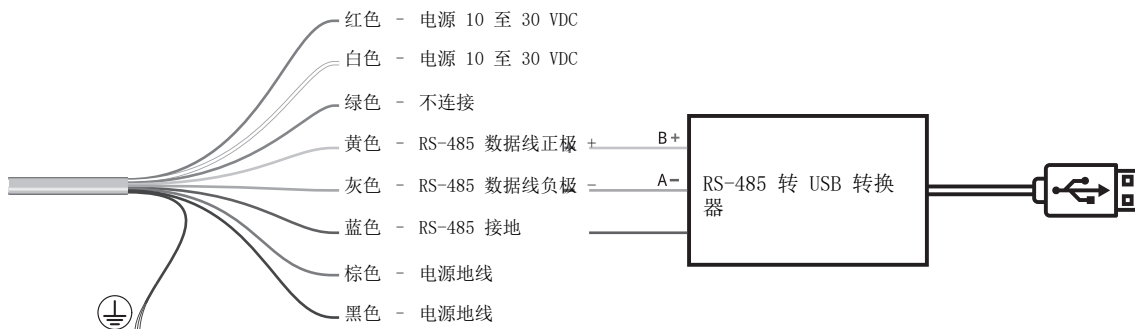 红色 - 电源 10 至 30 VDC
白色 - 电源 10 至 30 VDC
绿色 - 不连接
黄色 - RS-485 数据线正极 +
灰色 - RS-485 数据线负极 -
蓝色 - RS-485 接地
棕色 - 电源地线
黑色 - 电源地线
B+
A-
RS-485 转 USB 转换
器